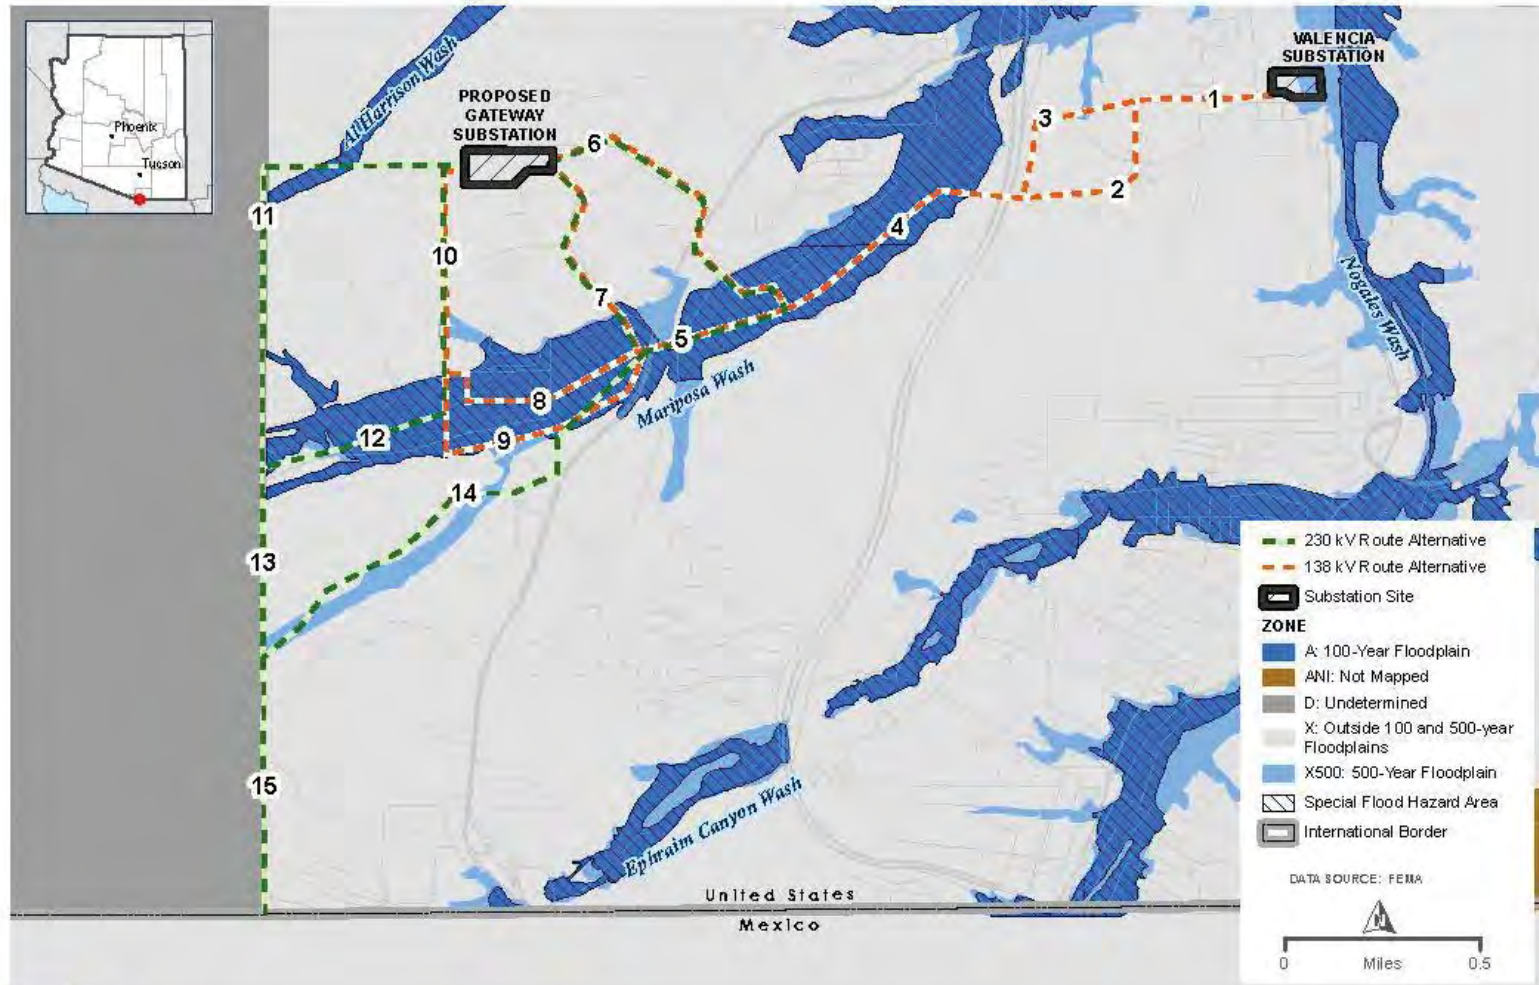 Phoenix
Tucson
Al Harrison Wash
PROPOSED
GATEWAY
SUBSTATION
VALENCIA
SUBSTATION
1
2
3
4
5
6
7
8
9
10
11
12
13
14
15
Mariposa Wash
Nogales Wash
Ephraim Canyon Wash
United States
Mexico
230 kV Route Alternative
138 kV Route Alternative
Substation Site
ZONE
A: 100-Year Floodplain
ANI: Not Mapped
D: Undetermined
X: Outside 100 and 500-year
Floodplains
X500: 500-Year Floodplain
Special Flood Hazard Area
International Border
DATA SOURCE: FEMA
N
0 Miles 0.5